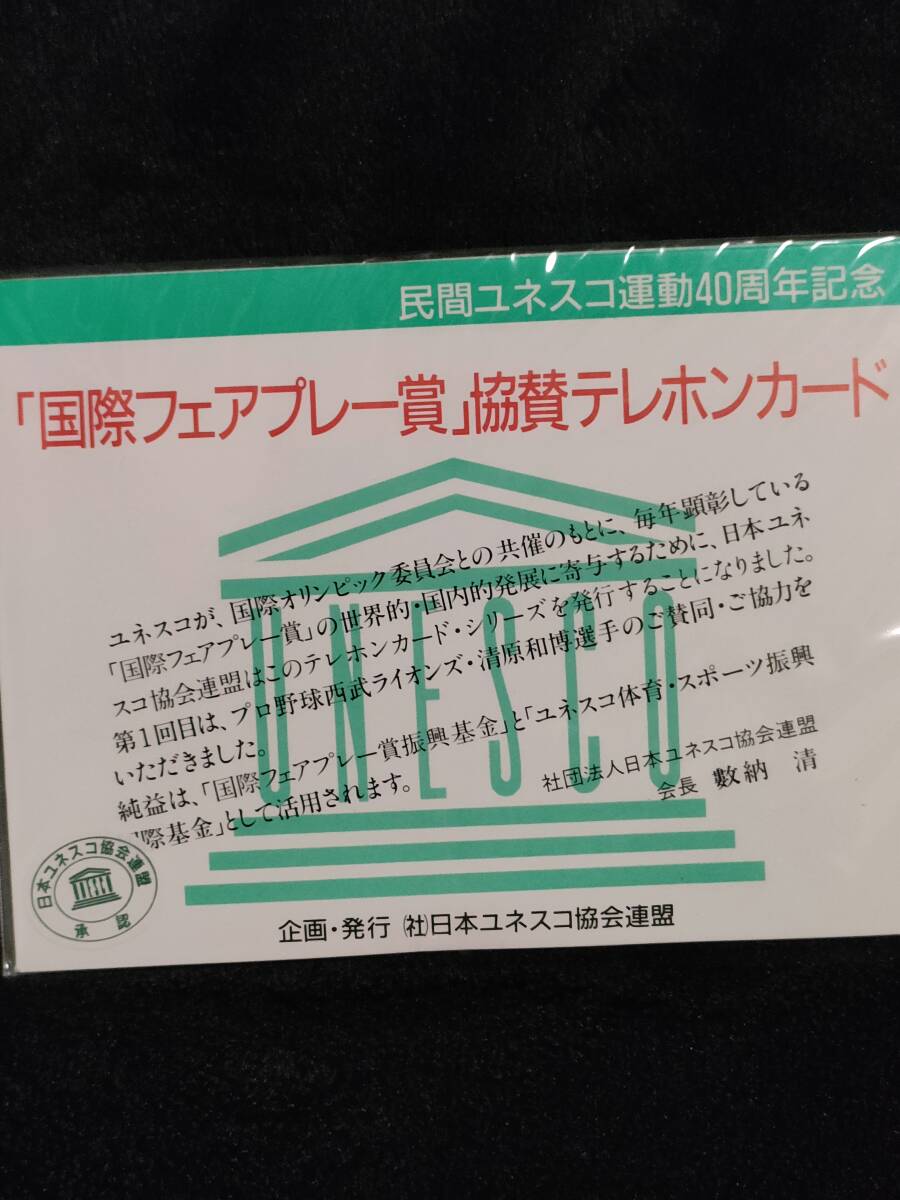 民間ユネスコ運動40周年記念
「国際フェアプレー賞」協賛テレホンカード
ユネスコが、国際オリンピック委員会との共催のもとに、毎年顕彰している
「国際フェアプレー賞」の世界的・国内的発展に寄与するために、日本ユネ
スコ協会連盟はこのテレホンカード・シリーズを発行することになりました。
第1回目は、プロ野球西武ライオンズ・清原和博選手のご賛同・ご協力を
いただきました。
純益は、「国際フェアプレー賞振興基金」と「ユネスコ体育・スポーツ振興
際基金」として活用されます。
社団法人日本ユネスコ協会連盟
会長 數納 清
UNESCO
日本ユネスコ協会連盟
承認
企画・発行 ㈳日本ユネスコ協会連盟